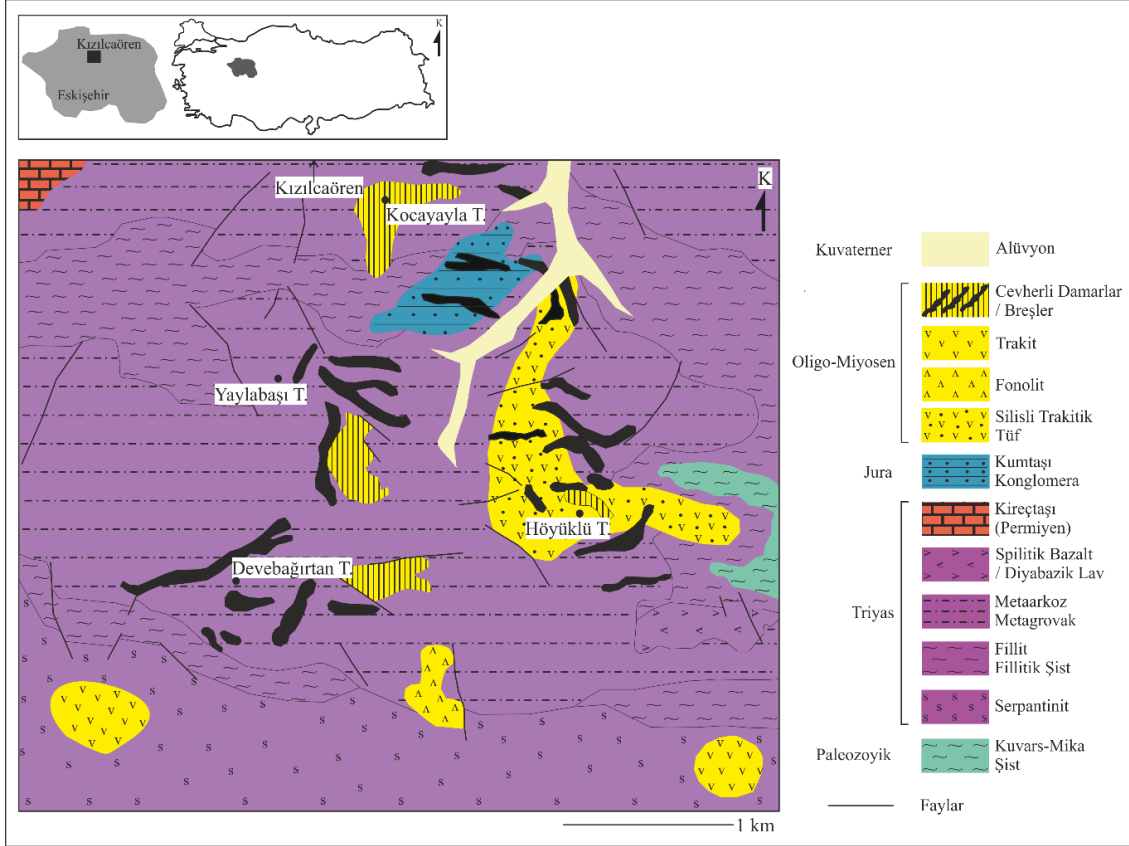 Kızılcaören
Eskişehir
K
Kızılcaören
Kocayayla T.
K
Yaylabaşı T.
Höyüklü T.
Devebağırtan T.
1 km
Kuvaterner
Alüvyon
Oligo-Miyosen
Cevherli Damarlar
/ Breşler
Trakit
Fonolit
Silisli Trakitik
Tüf
Jura
Kumtaşı
Konglomera
Triyas
Kireçtaşı
(Permiyen)
Spilitik Bazalt
/ Diyabazik Lav
Metaarkoz
Metagrovak
Fillit
Fillitik Şist
Serpantinit
Paleozoyik
Kuvars-Mika
Şist
Faylar